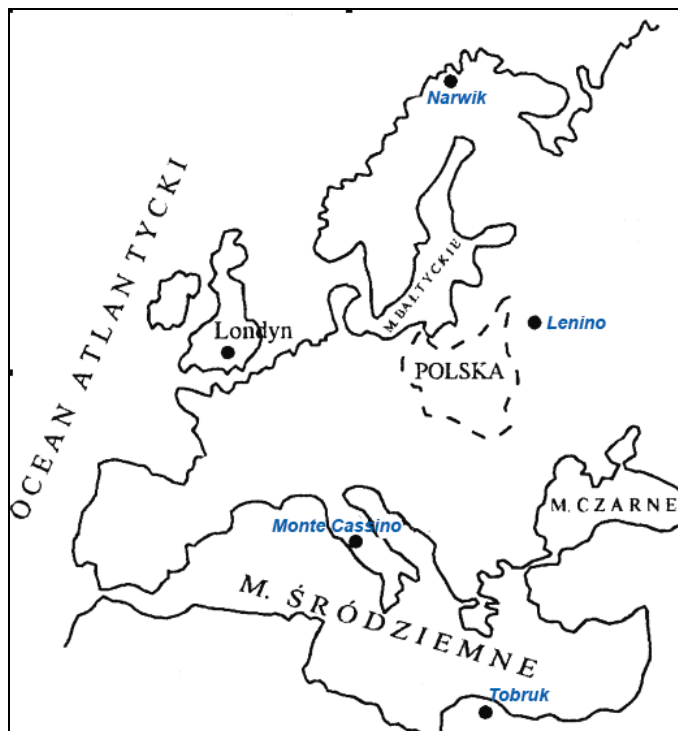 Narwik
OCEAN ATLANTYCKI
M. BAŁTYCKIE
Londyn
Lenino
POLSKA
M. CZARNE
Monte Cassino
M. ŚRÓDZIEMNE
Tobruk